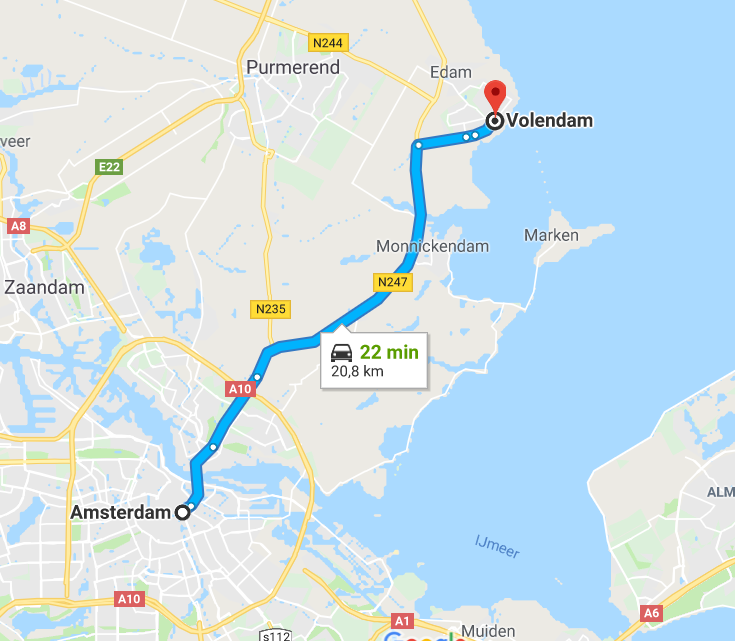 N244
Purmerend
Edam
Volendam
veer
E22
A8
Marken
Monnickendam
Zaandam
N247
N235
22 min
20,8 km
A10
ALM
Amsterdam
IJmeer
A10
A1
A6
s112
Google
Muiden